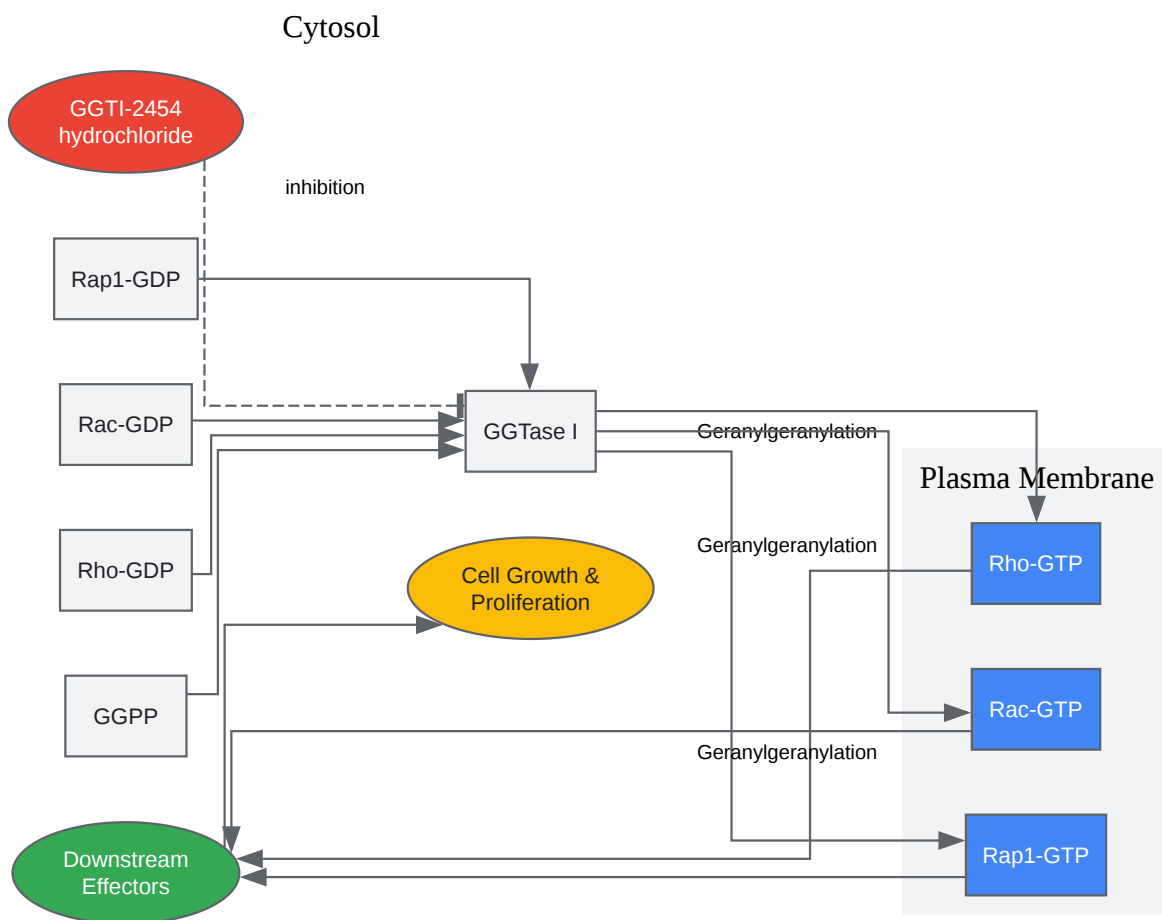 Cytosol
GGTI-2454
hydrochloride
inhibition
Rap1-GDP
Rac-GDP
GGTase I
Geranylgeranylation
Plasma Membrane
Rho-GDP
Cell Growth &
Proliferation
Geranylgeranylation
Rho-GTP
GGPP
Rac-GTP
Geranylgeranylation
Downstream
Effectors
Rap1-GTP